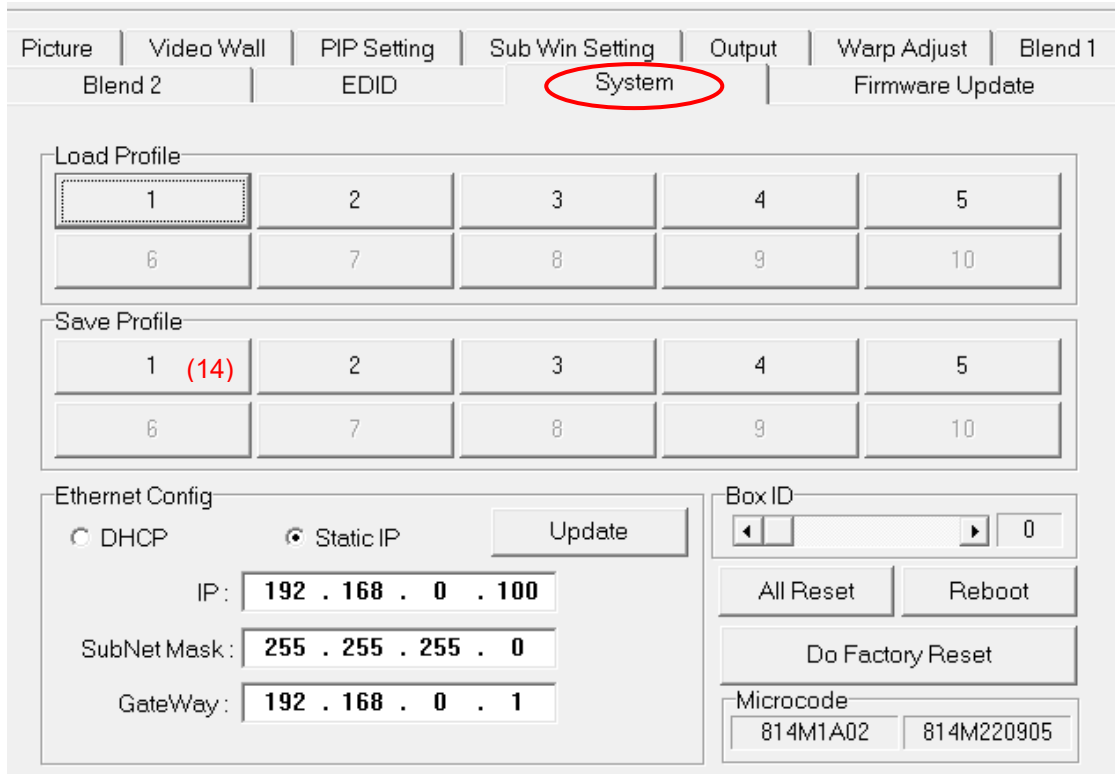 Picture Video Wall PIP Setting Sub Win Setting Output Warp Adjust Blend 1
Blend 2 EDID System Firmware Update
Load Profile
1 2 3 4 5
6 7 8 9 10
Save Profile
1 (14) 2 3 4 5
6 7 8 9 10
Ethernet Config
DHCP Static IP Update
IP : 192 . 168 . 0 . 100
SubNet Mask : 255 . 255 . 255 . 0
GateWay : 192 . 168 . 0 . 1
Box ID
0
All Reset Reboot
Do Factory Reset
Microcode
814M1A02 814M220905